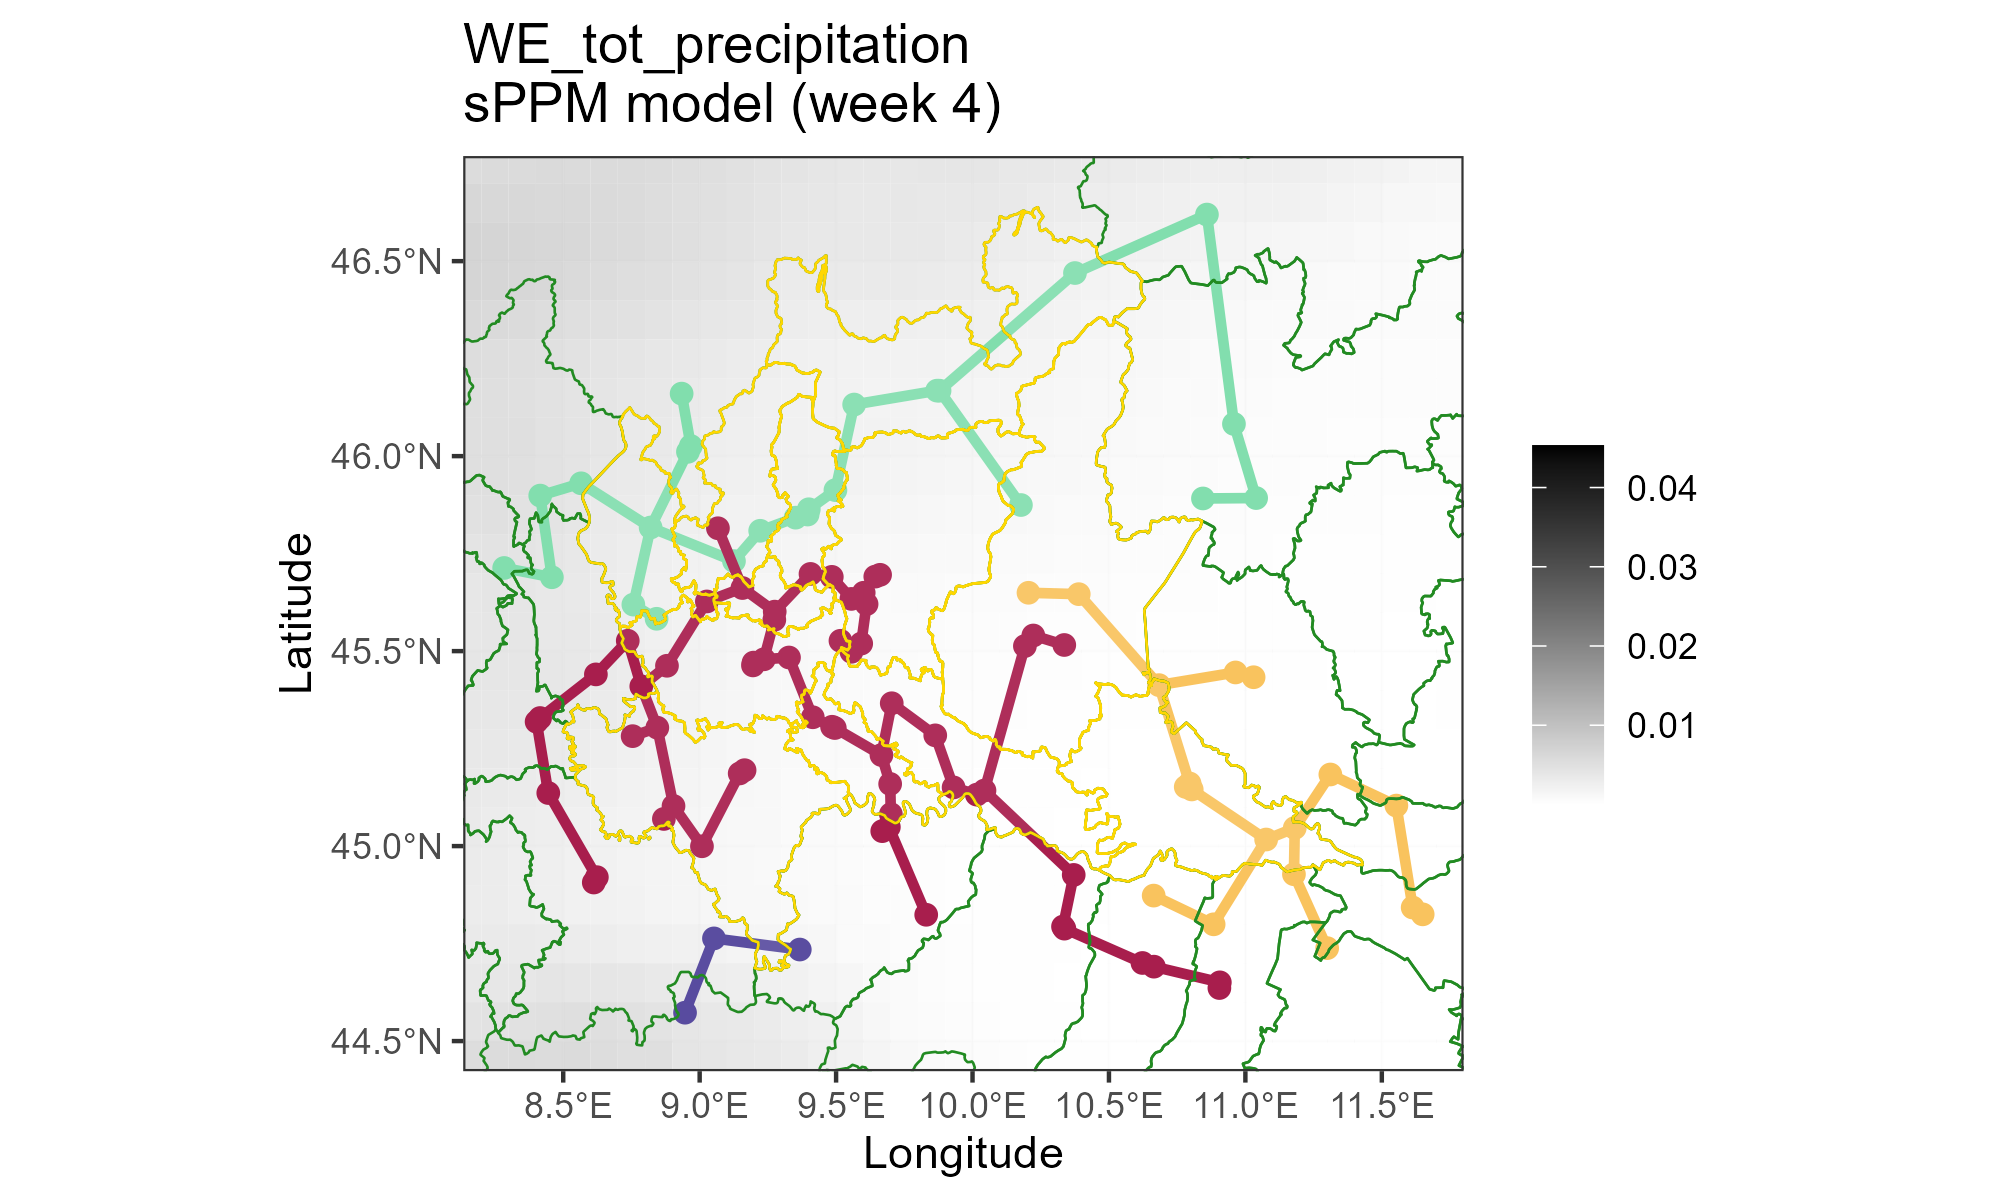 WE_tot_precipitation
sPPM model (week 4)
46.5°N
46.0°N
45.5°N
45.0°N
44.5°N
Latitude
8.5°E 9.0°E 9.5°E 10.0°E 10.5°E 11.0°E 11.5°E
Longitude
0.04
0.03
0.02
0.01